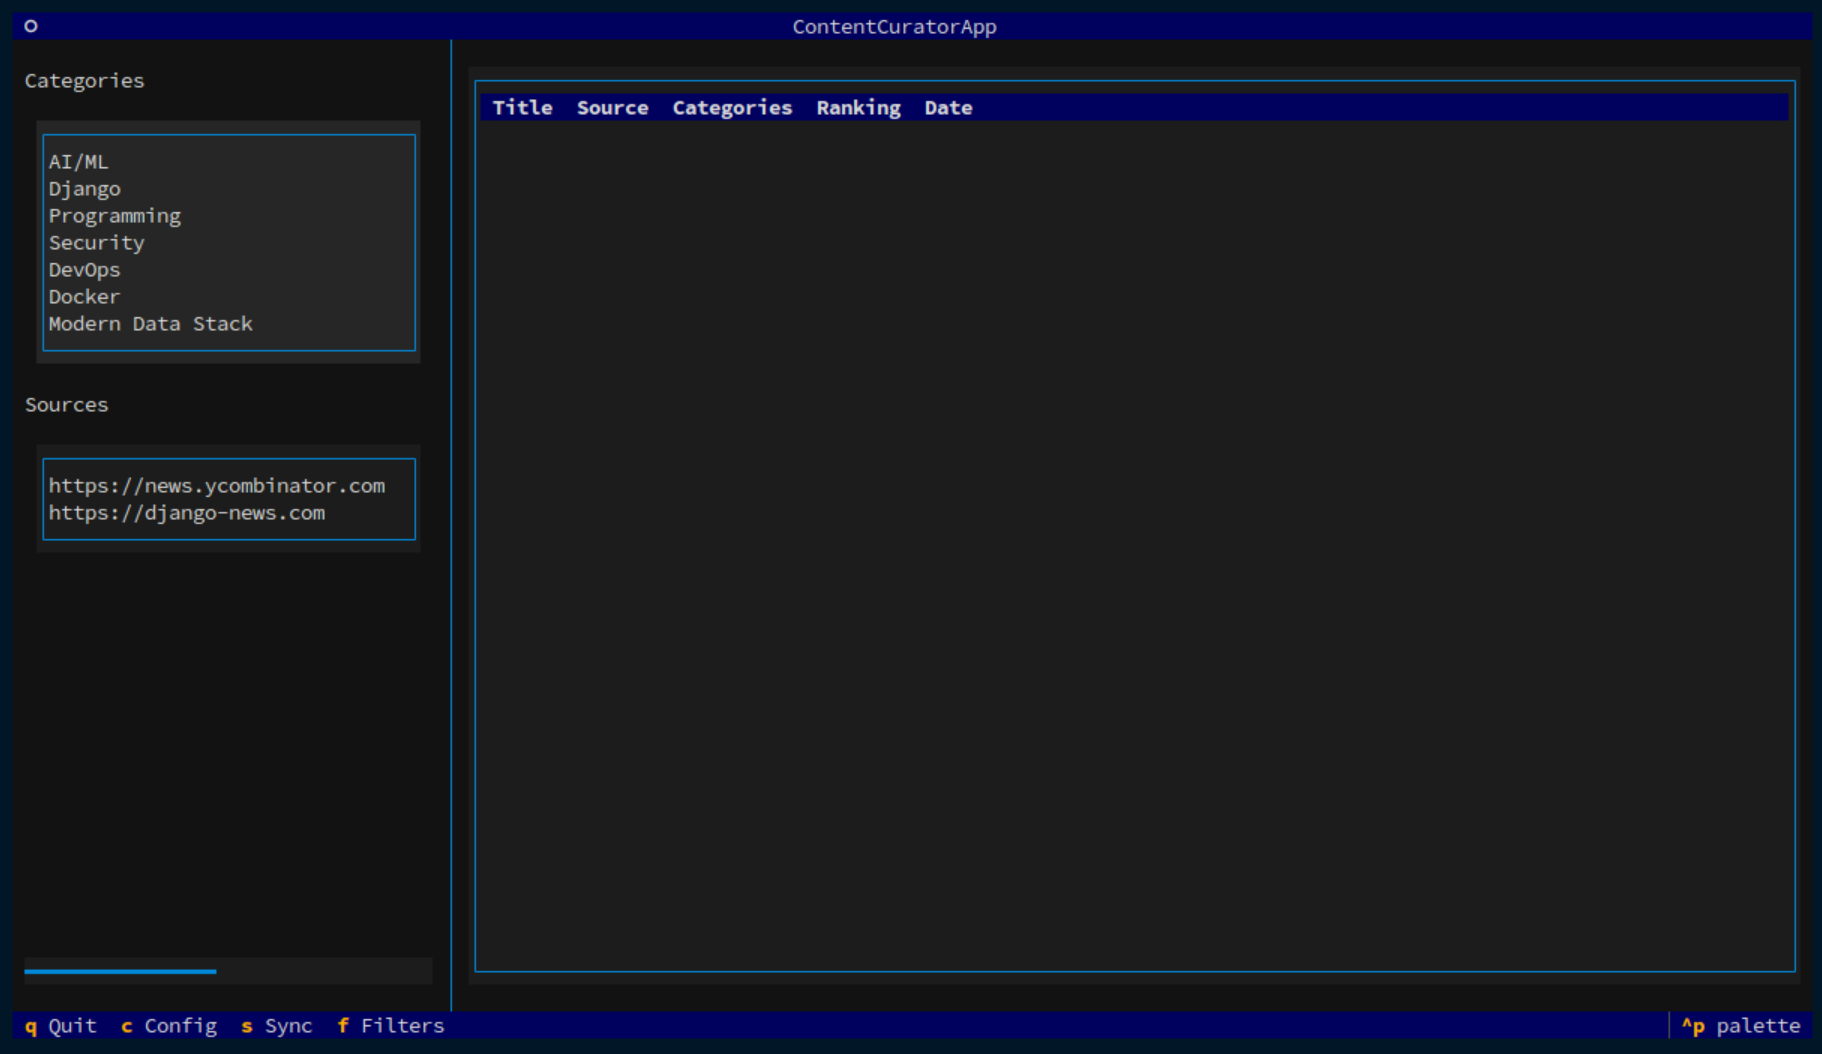 ContentCuratorApp
Categories
AI/ML
Django
Programming
Security
DevOps
Docker
Modern Data Stack
Sources
https://news.ycombinator.com
https://django-news.com
Title Source Categories Ranking Date
q Quit c Config s Sync f Filters ^p palette